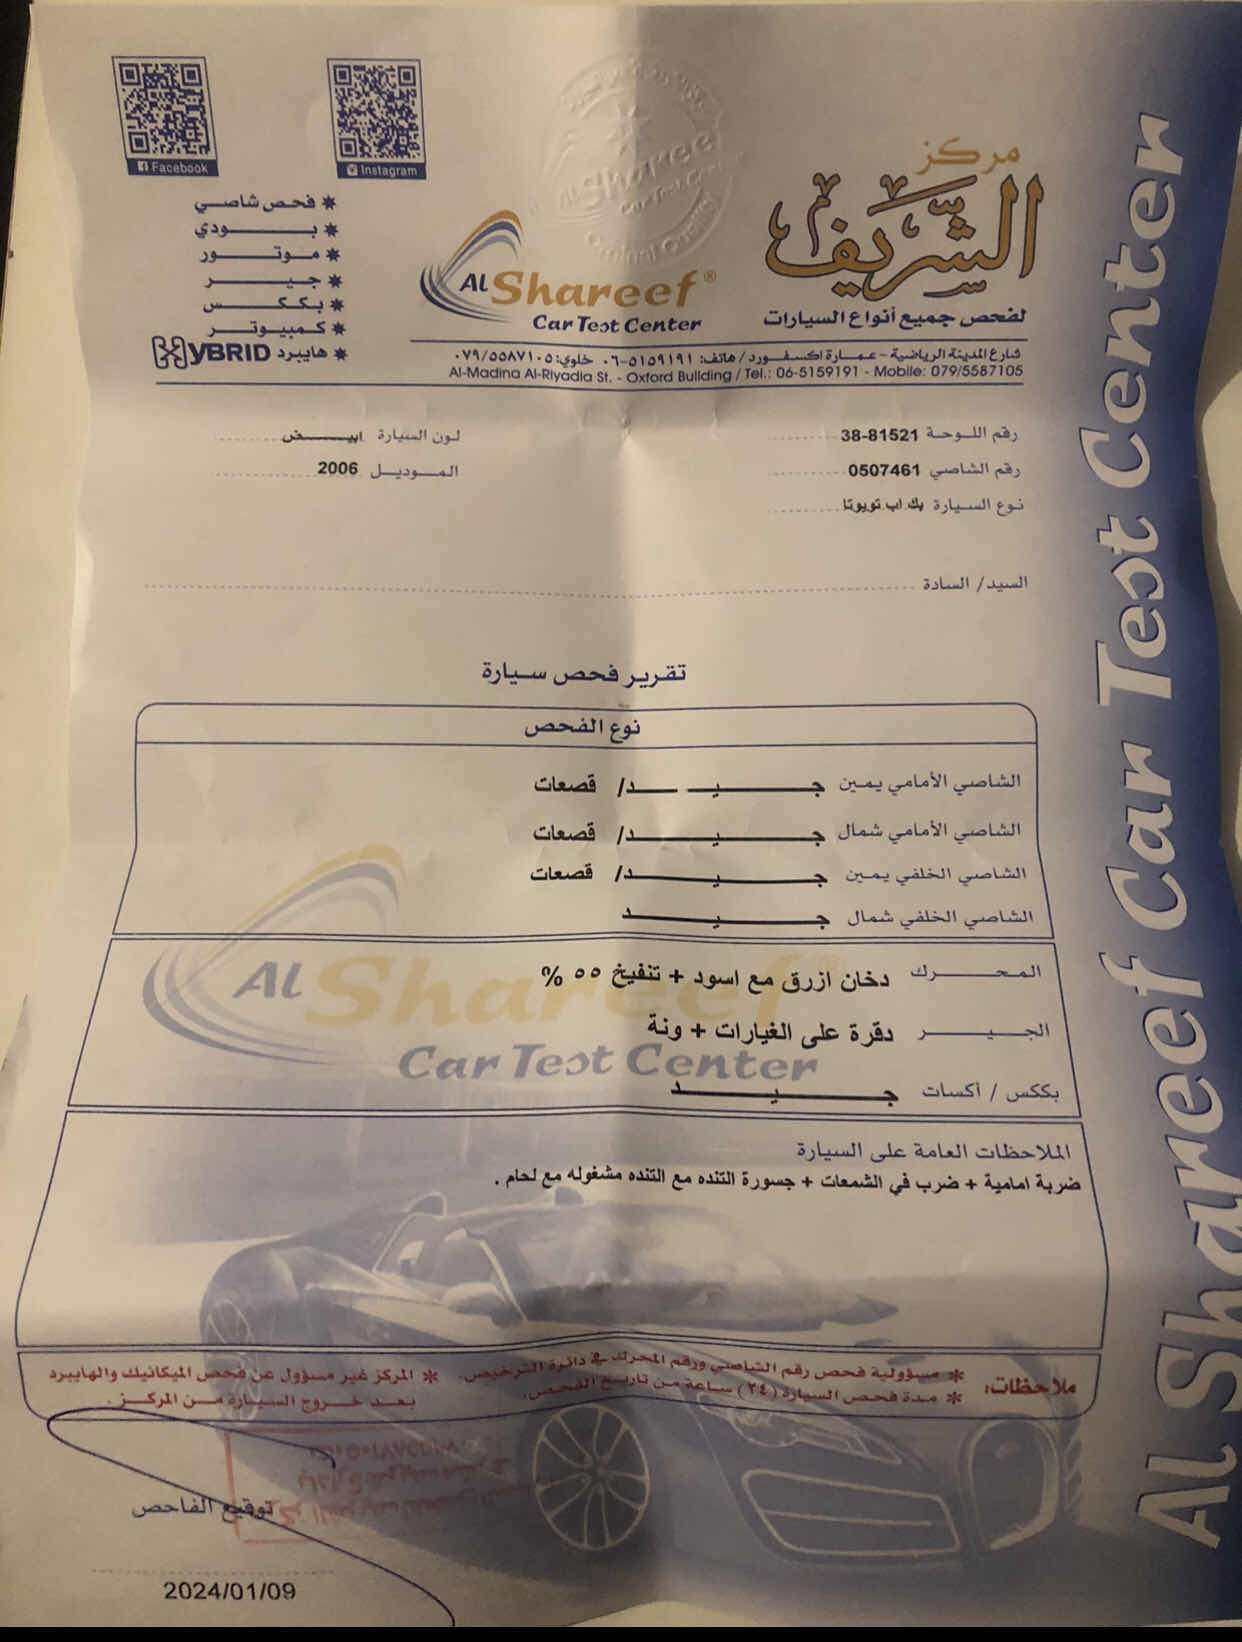 Facebook
Instagram
مركز
الشريف
AL Shareef®
Car Test Center
لفحص جميع أنواع السيارات
فحص شاصي
بودي
موتور
جير
بككس
كمبيوتر
هايبرد HYBRID
شارع المدينة الرياضية - عمارة اكسفورد / هاتف: ٥١٥٩١٩١-٠٦ خلوي: ٠٧٩/٥٥٨٧١٠٥
Al-Madina Al-Riyadia St. - Oxford Building / Tel.: 06-5159191 - Mobile: 079/5587105
رقم اللوحة 38-81521
لون السيارة ابيض
رقم الشاصي 0507461
الموديل 2006
نوع السيارة بك اب تويوتا
السيد/ السادة
تقرير فحص سيارة
نوع الفحص
الشاصي الأمامي يمين جيد/ قصعات
الشاصي الأمامي شمال جيد/ قصعات
الشاصي الخلفي يمين جيد/ قصعات
الشاصي الخلفي شمال جيد
المحرك دخان ازرق مع اسود + تنفيخ ٥٥ %
الجير دقرة على الغيارات + ونة
بككس / أكسات جيد
AL Shareef
Car Test Center
الملاحظات العامة على السيارة
ضربة امامية + ضرب في الشمعات + جسورة التنده مع التنده مشغوله مع لحام .
ملاحظات:
* مسؤولية فحص رقم الشاصي ورقم المحرك في دائرة الترخيص.
* مدة فحص السيارة (٢٤) ساعة من تاريخ الفحص.
* المركز غير مسؤول عن فحص الميكانيك والهايبرد
بعد خروج السيارة من المركز.
توقيع الفاحص
2024/01/09
Al Shareef Car Test Center